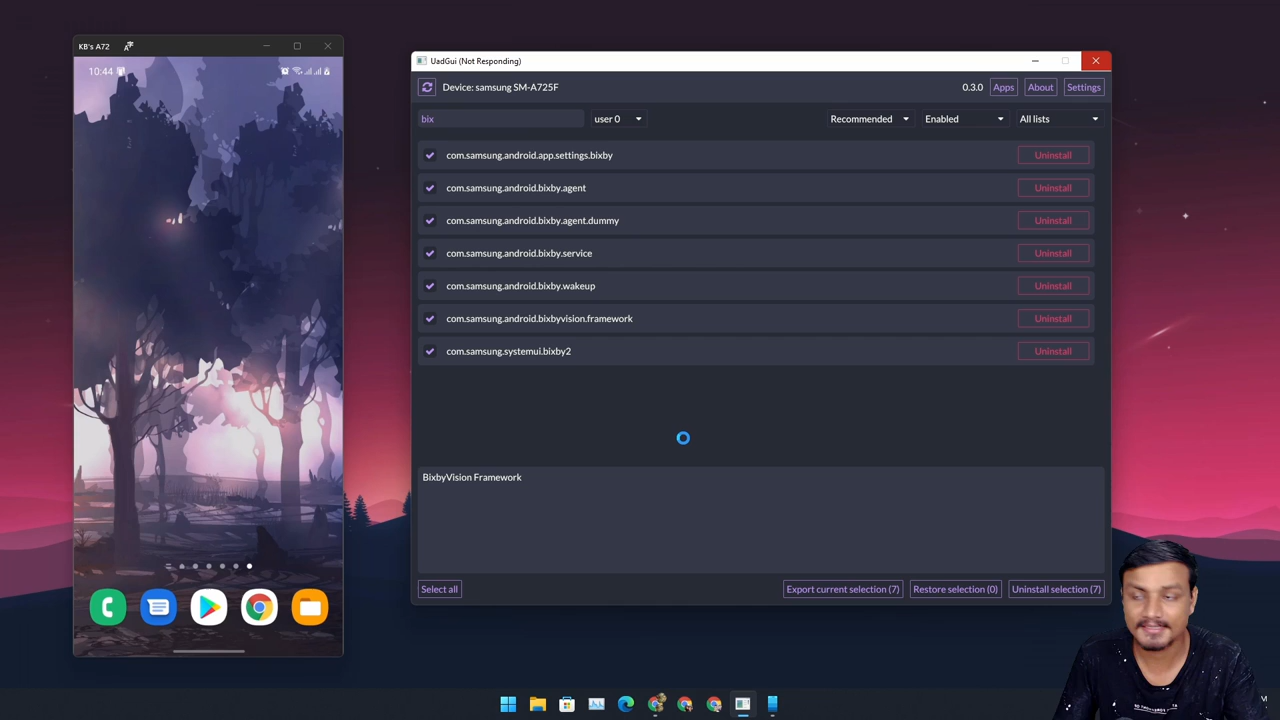 KB's A72
10:44
UadGui (Not Responding)
Device: samsung SM-A725F
0.3.0
Apps
About
Settings
bix
user 0
Recommended
Enabled
All lists
com.samsung.android.app.settings.bixby
Uninstall
com.samsung.android.bixby.agent
Uninstall
com.samsung.android.bixby.agent.dummy
Uninstall
com.samsung.android.bixby.service
Uninstall
com.samsung.android.bixby.wakeup
Uninstall
com.samsung.android.bixbyvision.framework
Uninstall
com.samsung.systemui.bixby2
Uninstall
BixbyVision Framework
Select all
Export current selection (7)
Restore selection (0)
Uninstall selection (7)